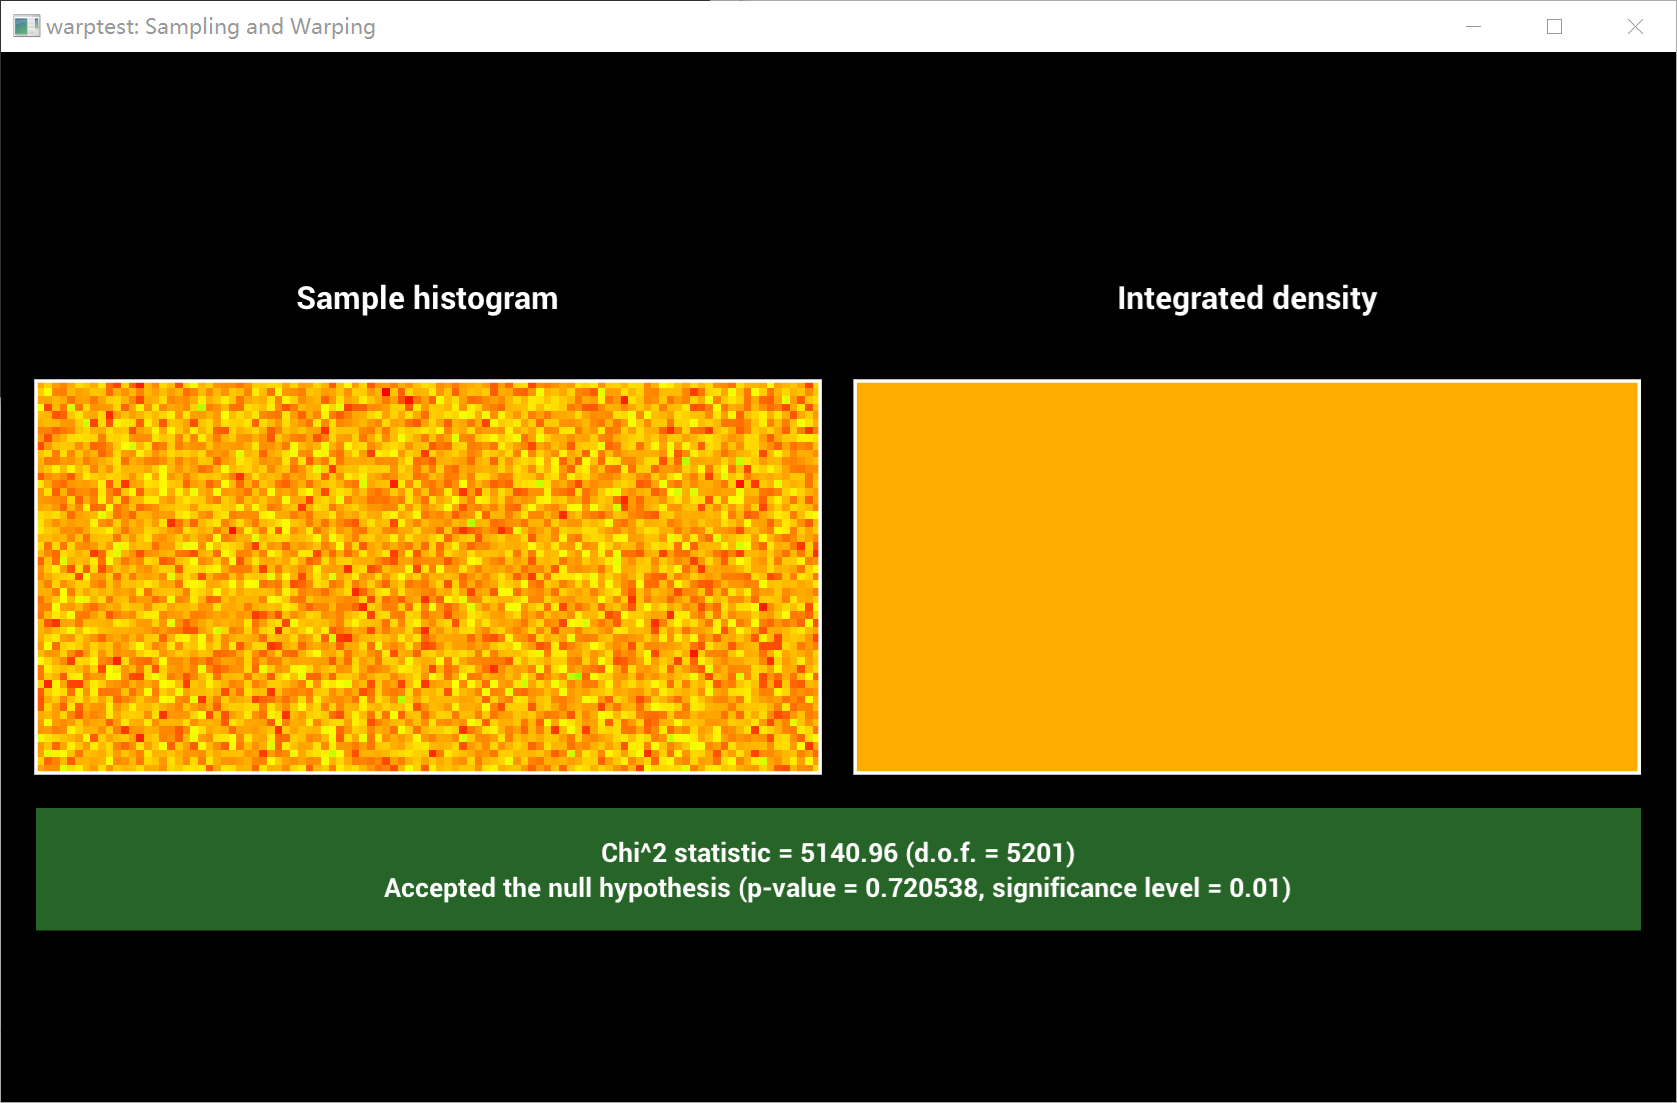 warptest: Sampling and Warping
Sample histogram
Integrated density
Chi^2 statistic = 5140.96 (d.o.f. = 5201)
Accepted the null hypothesis (p-value = 0.720538, significance level = 0.01)